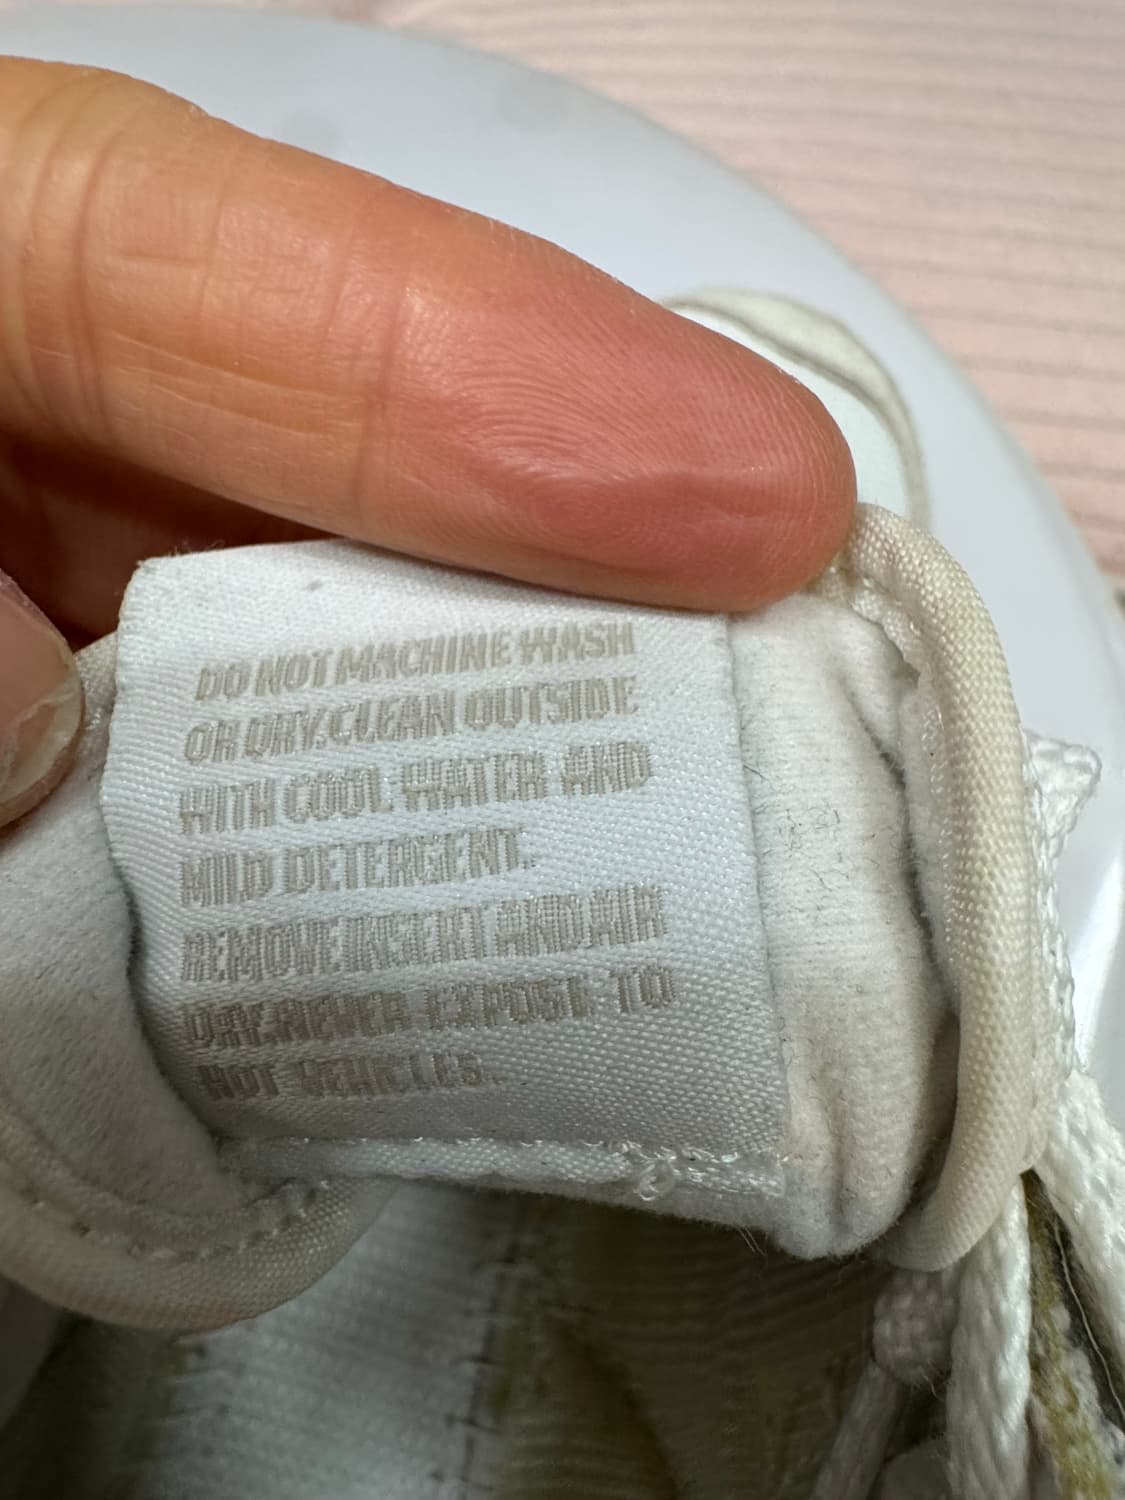 DO NOT MACHINE WASH
OR DRY.CLEAN OUTSIDE
WITH COOL WATER AND
MILD DETERGENT.
REMOVE INSERT AND AIR
DRY.NEVER EXPOSE TO
HOT VEHICLES.